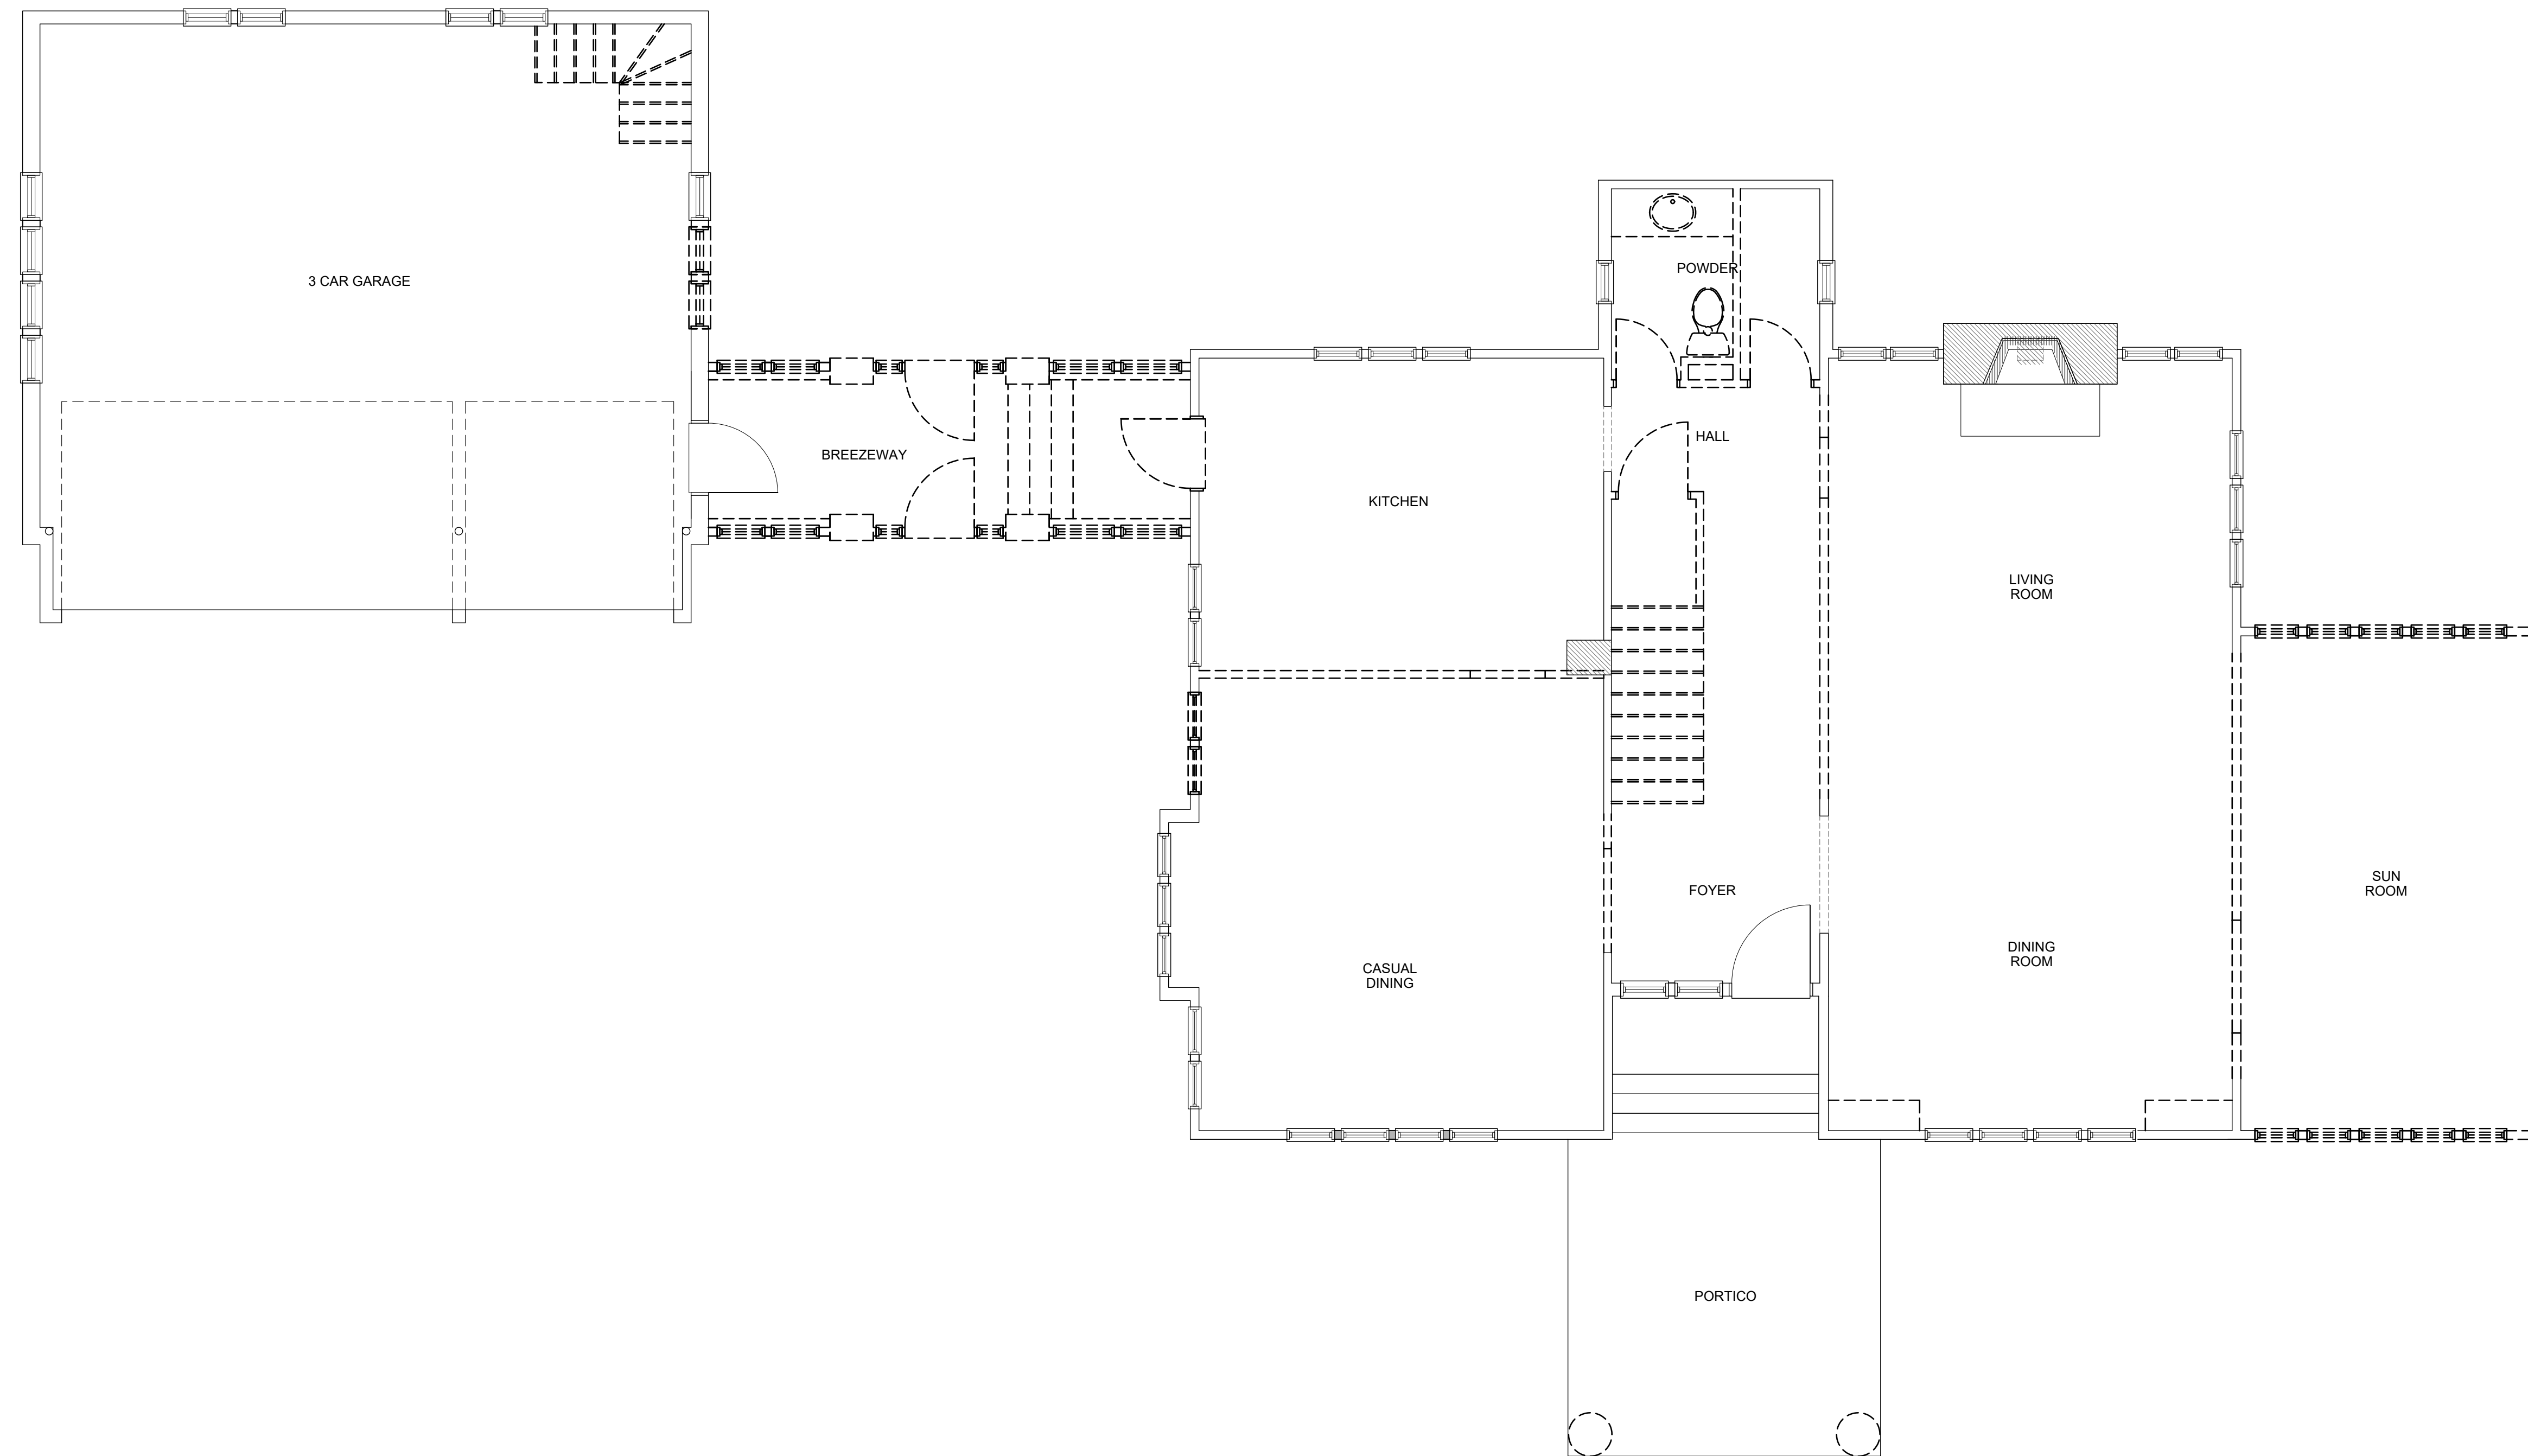 3 CAR GARAGE
POWDER
HALL
BREEZEWAY
KITCHEN
LIVING
ROOM
SUN
ROOM
FOYER
DINING
ROOM
CASUAL
DINING
PORTICO